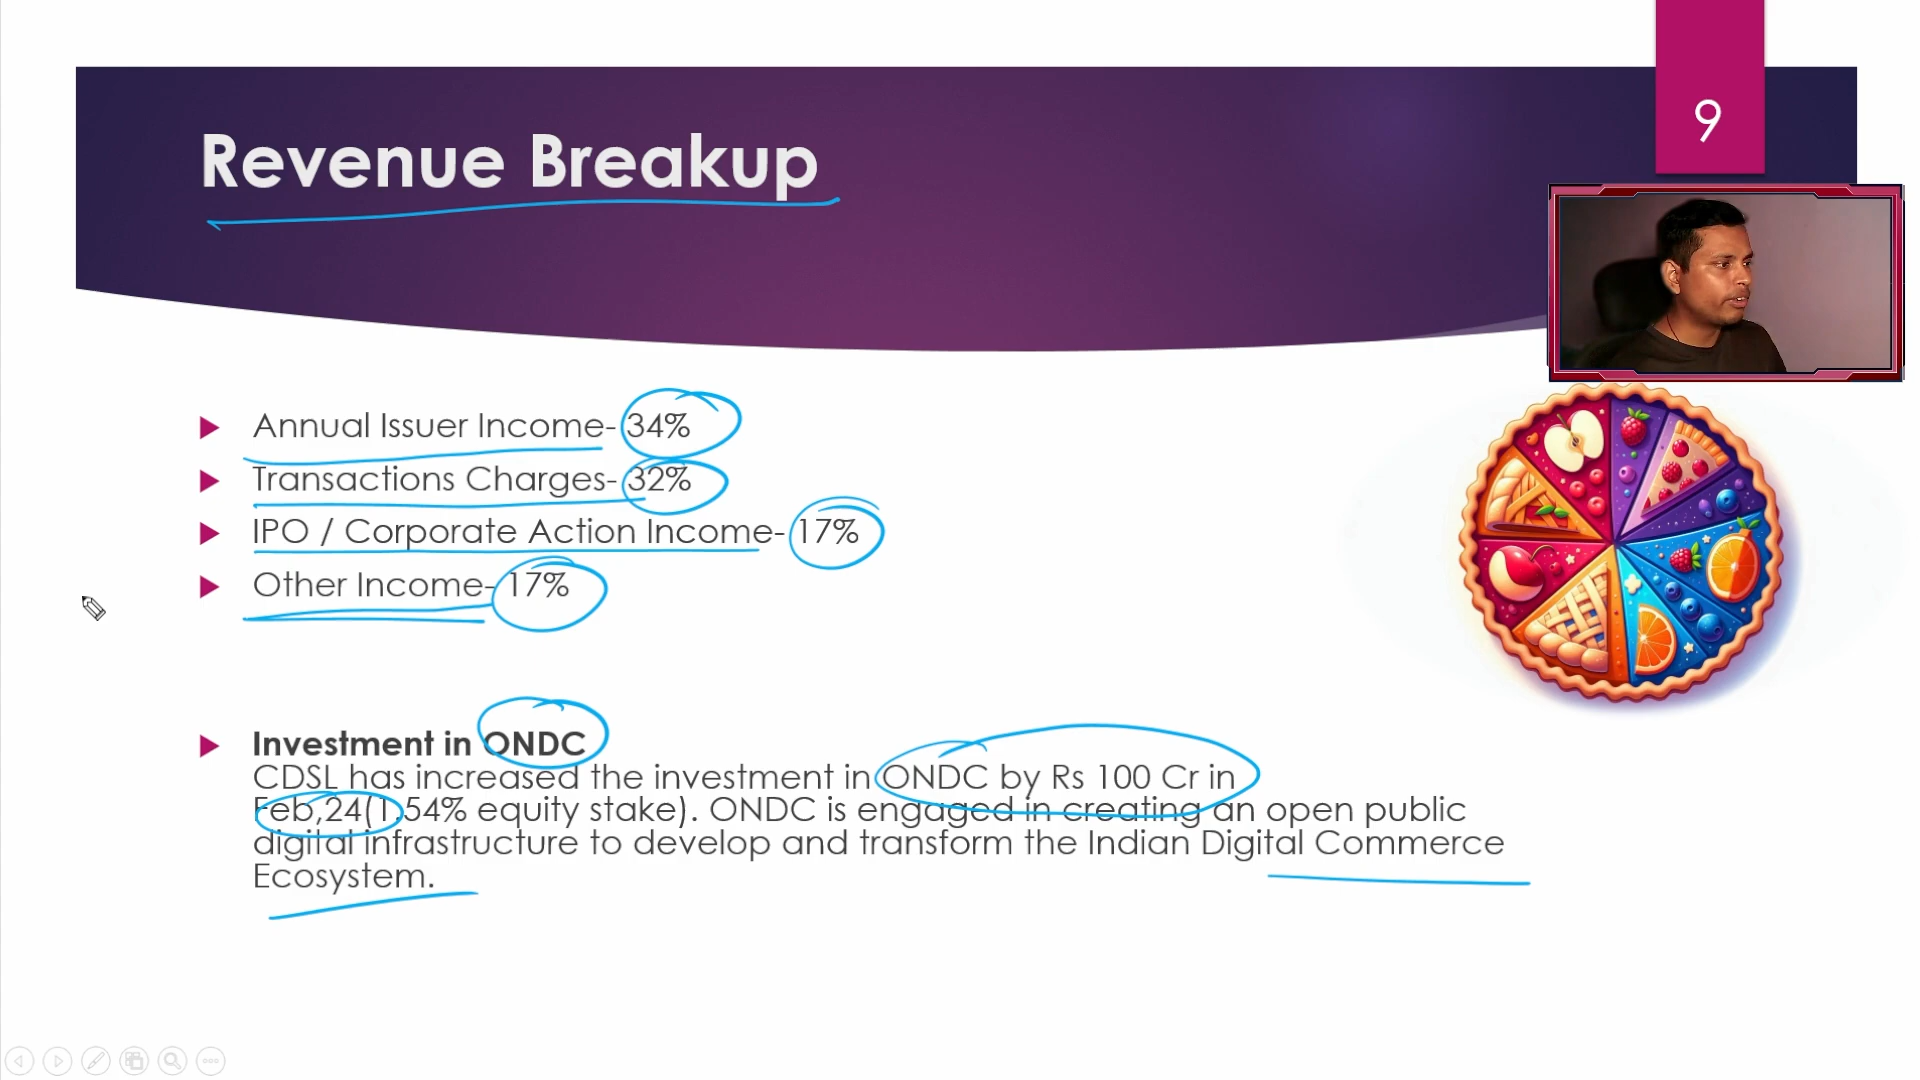 9
Revenue Breakup
Annual Issuer Income- 34%
Transactions Charges- 32%
IPO / Corporate Action Income- 17%
Other Income- 17%
Investment in ONDC
CDSL has increased the investment in ONDC by Rs 100 Cr in
Feb,24(1.54% equity stake). ONDC is engaged in creating an open public
digital infrastructure to develop and transform the Indian Digital Commerce
Ecosystem.